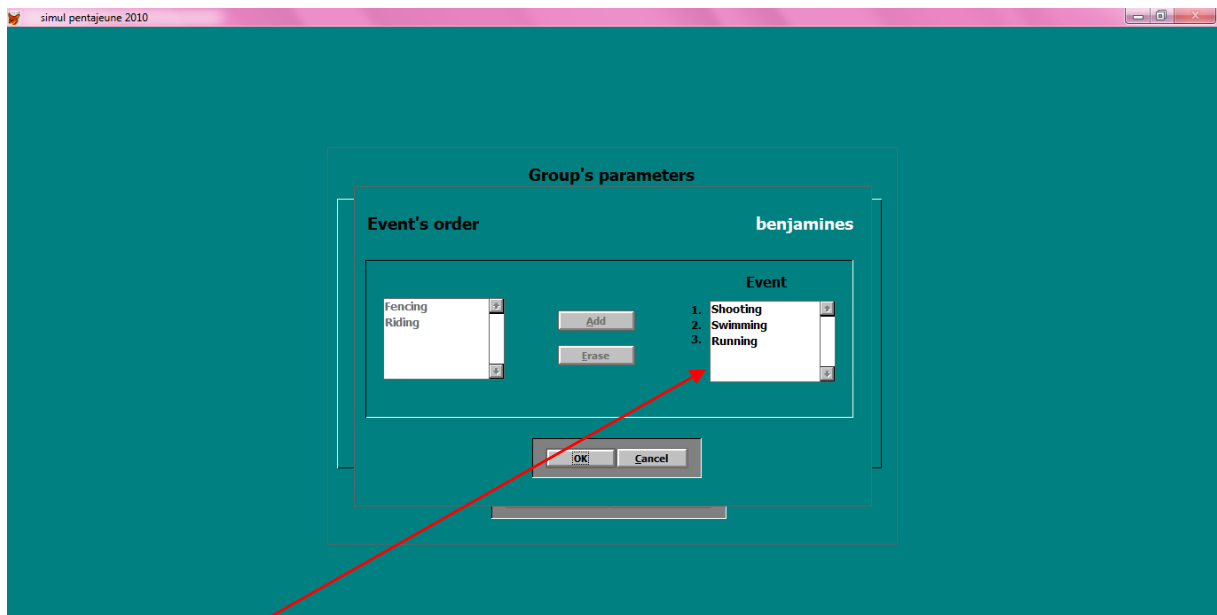 simul pentajeune 2010
Group's parameters
Event's order
benjamines
Event
Fencing
Riding
Add
Erase
1. Shooting
2. Swimming
3. Running
OK
Cancel